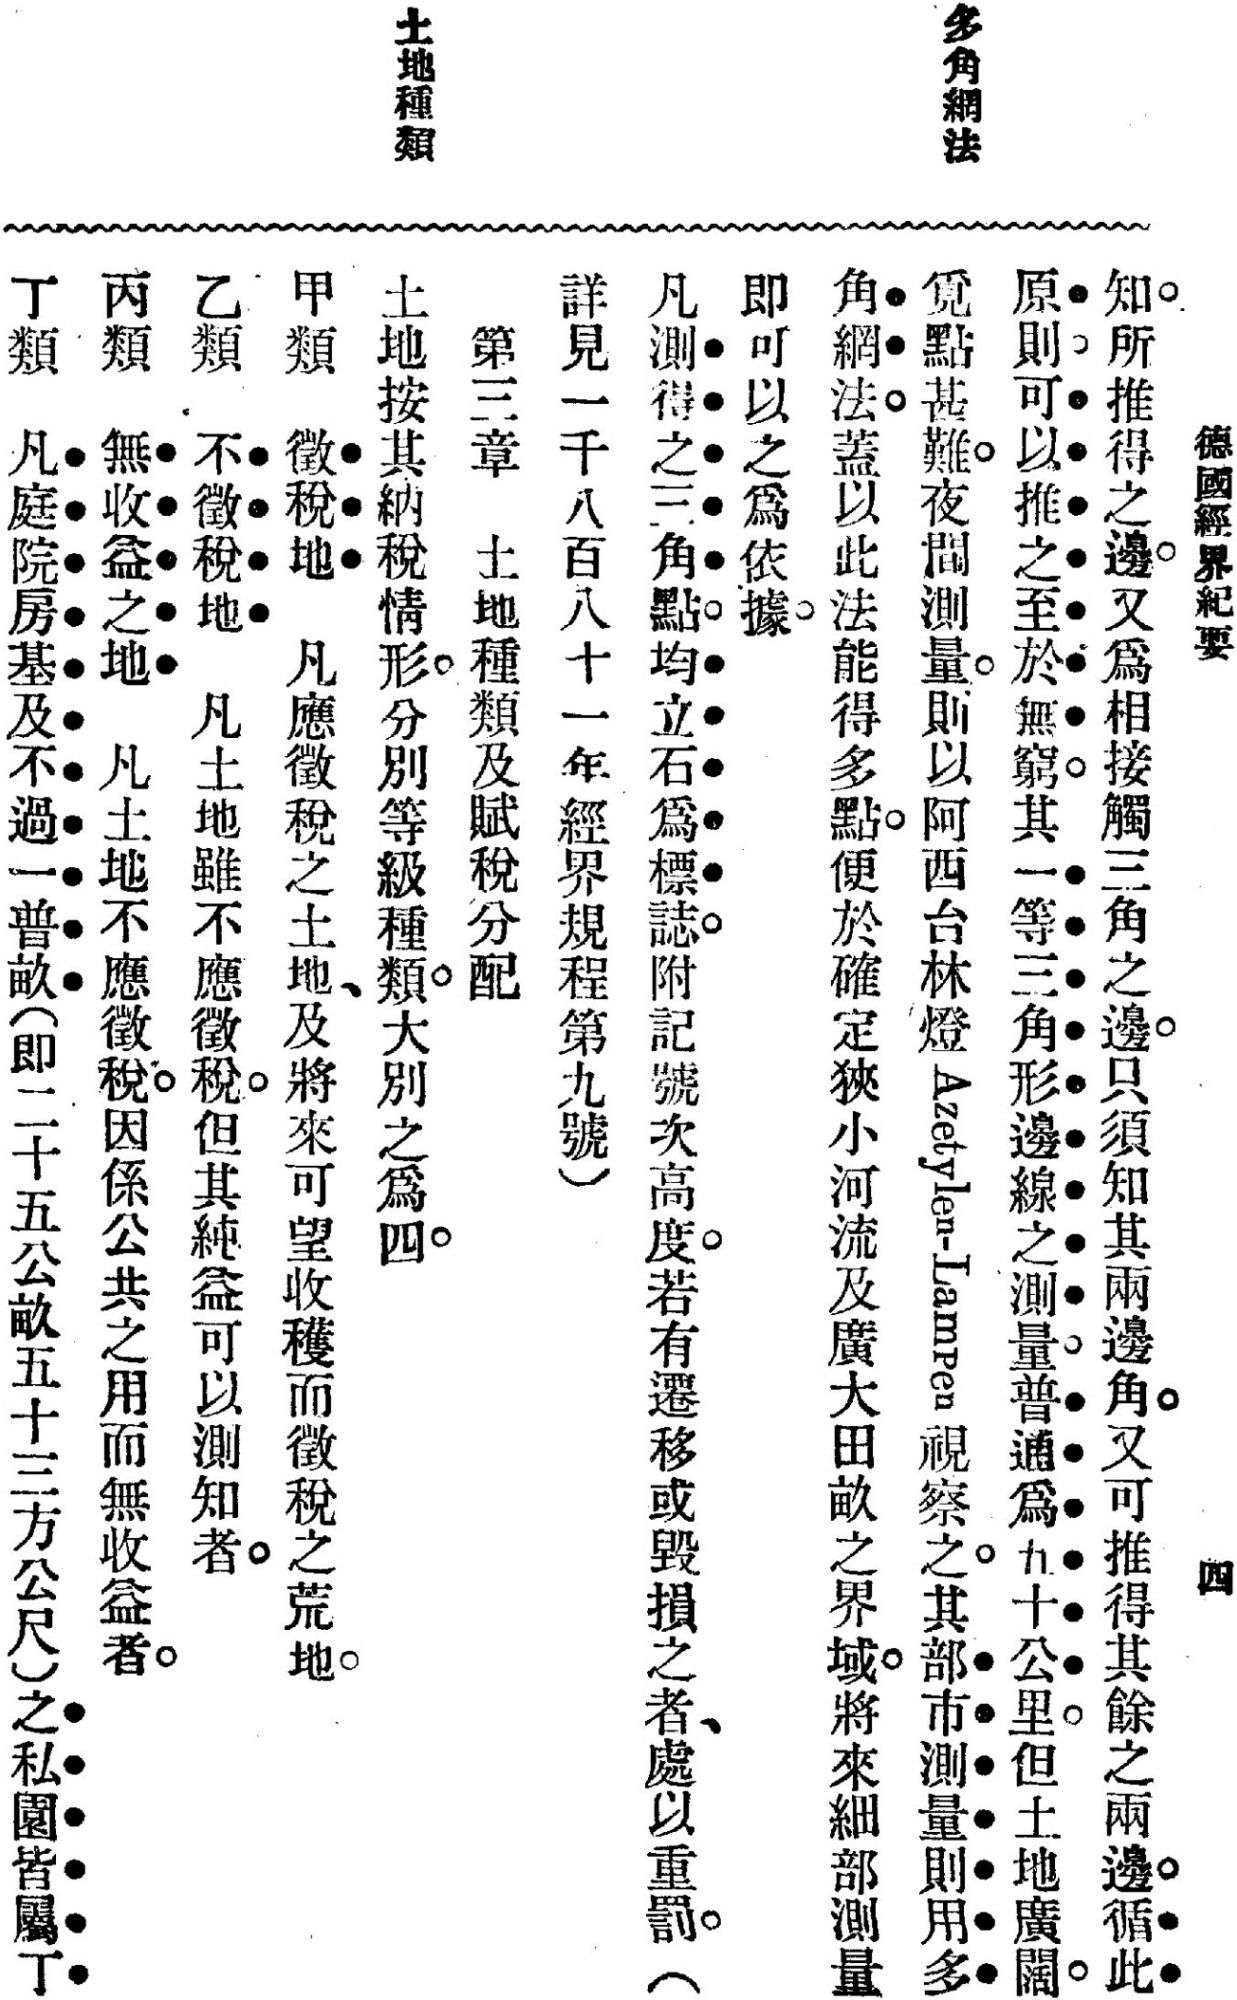 德國經界紀要
四
知所推得之邊又爲相接觸三角之邊只須知其兩邊角又可推得其餘之兩邊循此
原則可以推之至於無窮其一等三角形邊線之測量普通爲九十公里但土地廣闊
多角網法
覓點甚難夜間測量則以阿西台林燈Azetylen-Lampen視察之其部市測量則用多
角網法蓋以此法能得多點便於確定狹小河流及廣大田畝之界域將來細部測量
即可以之爲依據
凡測得之三角點均立石爲標誌附記號次高度若有遷移或毀損之者、處以重罰（
詳見一千八百八十一年經界規程第九號）
第三章　土地種類及賦稅分配
土地種類
土地按其納稅情形分別等級種類大別之爲四
甲類　徵稅地　凡應徵稅之土地、及將來可望收穫而徵稅之荒地
乙類　不徵稅地　凡土地雖不應徵稅但其純益可以測知者
丙類　無收益之地　凡土地不應徵稅因係公共之用而無收益者
丁類　凡庭院房基及不過一普畝（即二十五公畝五十三方公尺）之私園皆屬丁